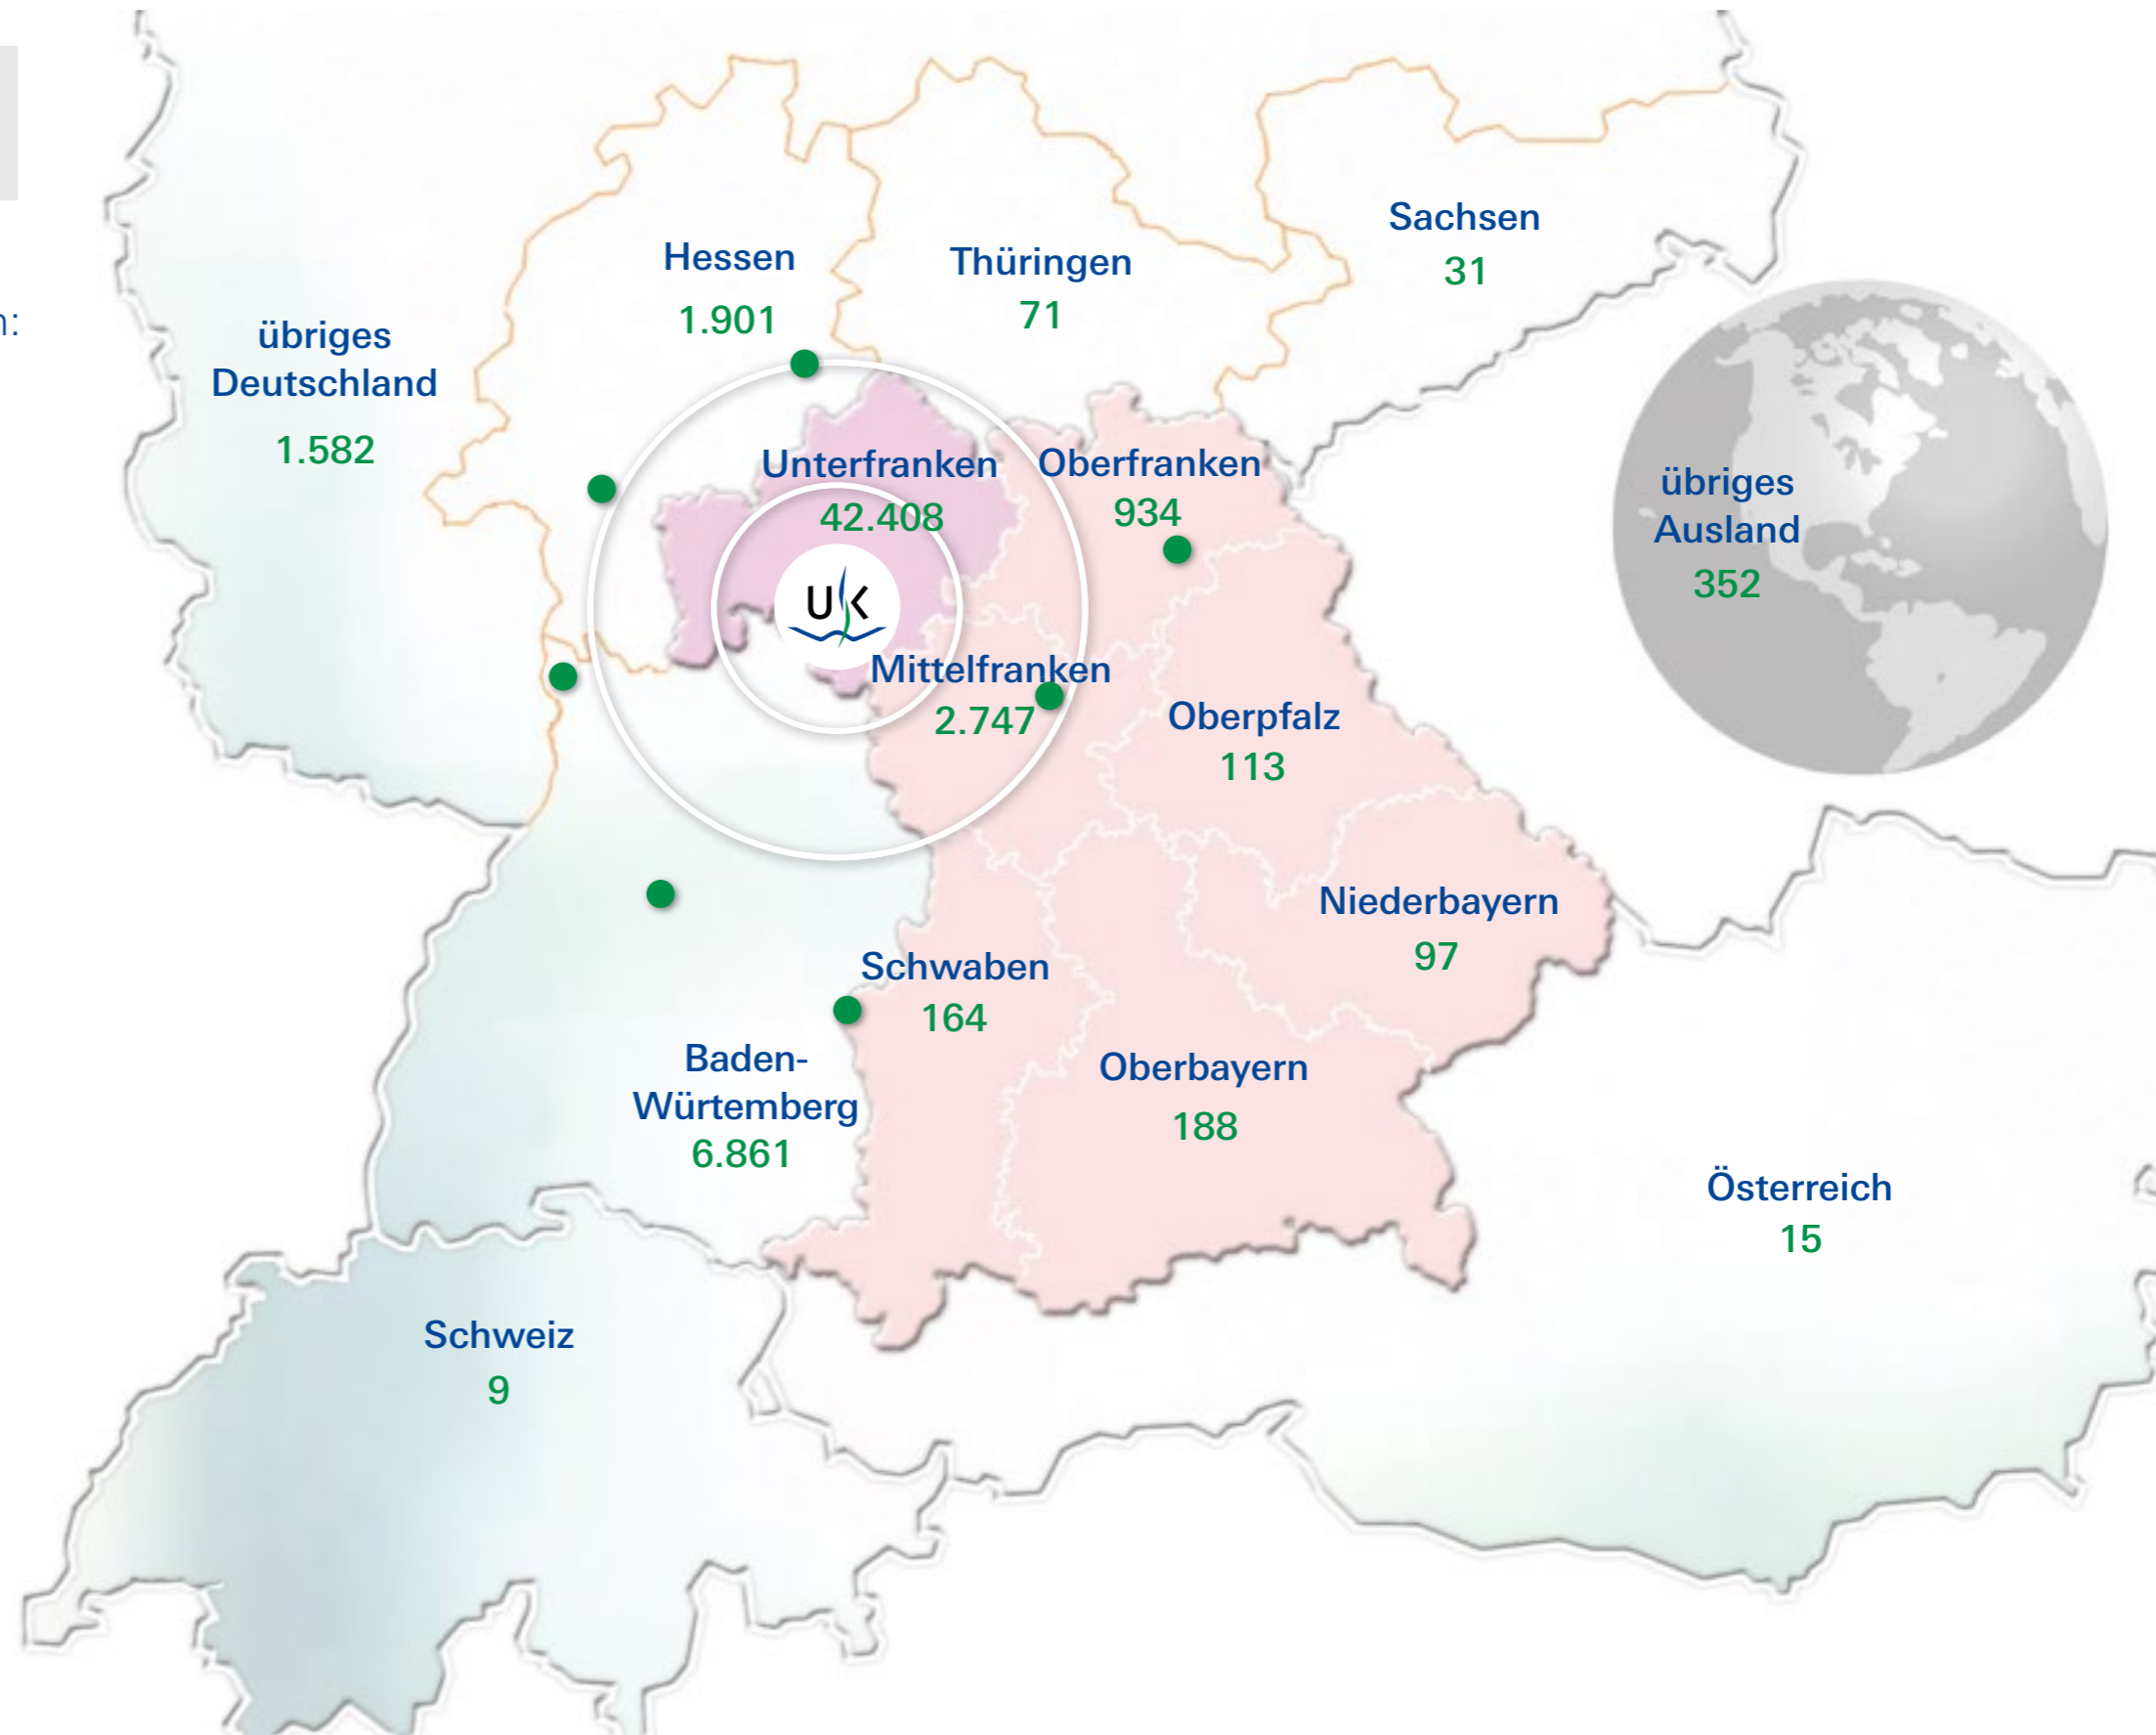 Sachsen
31
Hessen
1.901
Thüringen
71
n:
übriges
Deutschland
1.582
Unterfranken
42.408
Oberfranken
934
übriges
Ausland
352
UK
Mittelfranken
2.747
Oberpfalz
113
Niederbayern
97
Schwaben
164
Baden-
Würtemberg
6.861
Oberbayern
188
Österreich
15
Schweiz
9